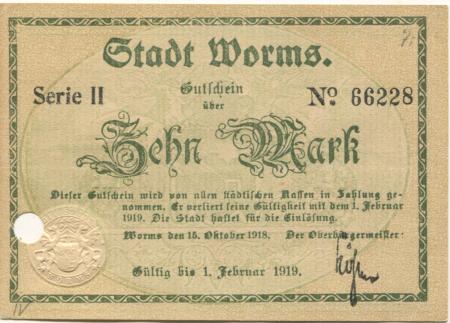 Stadt Worms.
Gutschein
über
Serie II
No 66228
Zehn Mark
Dieser Gutschein wird von allen städtischen Kassen in Zahlung ge-
nommen. Er verliert seine Gültigkeit mit dem 1. Februar
1919. Die Stadt haftet für die Einlösung.
Worms den 15. Oktober 1918. Der Oberbürgermeister:
Gültig bis 1. Februar 1919.